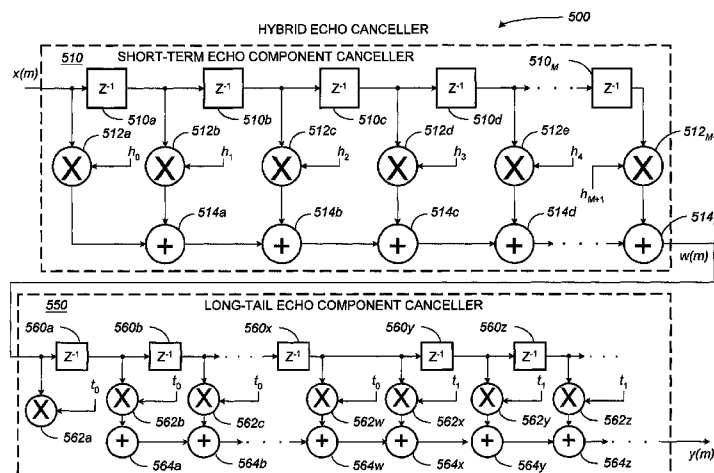 HYBRID ECHO CANCELLER
500
510
SHORT-TERM ECHO COMPONENT CANCELLER
510M
x(m)
Z-1
Z-1
Z-1
Z-1
Z-1
510a
510b
510c
510d
512a
512b
512c
512d
512e
512M
X
X
X
X
X
X
h0
h1
h2
h3
h4
hM+1
514a
514b
514c
514d
514
+
+
+
+
+
w(m)
550
LONG-TAIL ECHO COMPONENT CANCELLER
560a
560b
560x
560y
560z
Z-1
Z-1
Z-1
Z-1
Z-1
t0
t0
t0
t0
t1
t1
t1
X
X
X
X
X
X
X
562a
562b
562c
562w
562x
562y
562z
+
+
+
+
+
+
y(m)
564a
564b
564w
564x
564y
564z